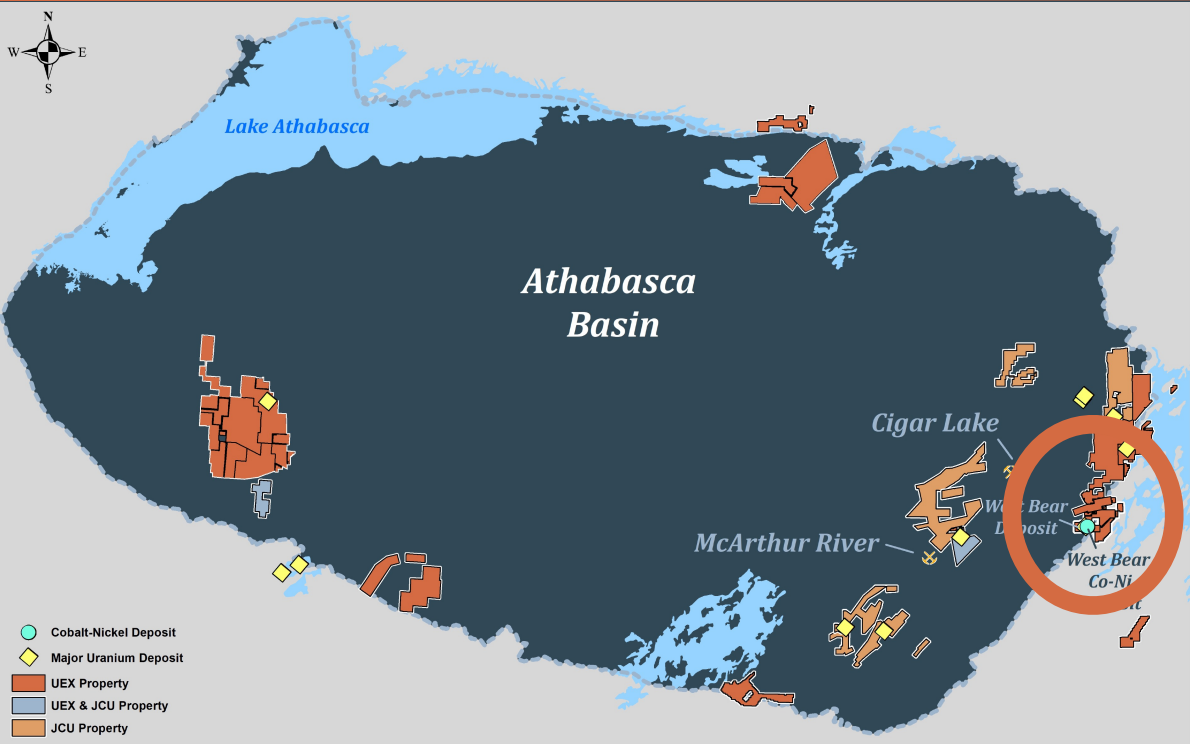 N
W E
S
Lake Athabasca
Athabasca
Basin
Cigar Lake
West Bear
Deposit
McArthur River
West Bear
Co-Ni
Cobalt-Nickel Deposit
Major Uranium Deposit
UEX Property
UEX & JCU Property
JCU Property